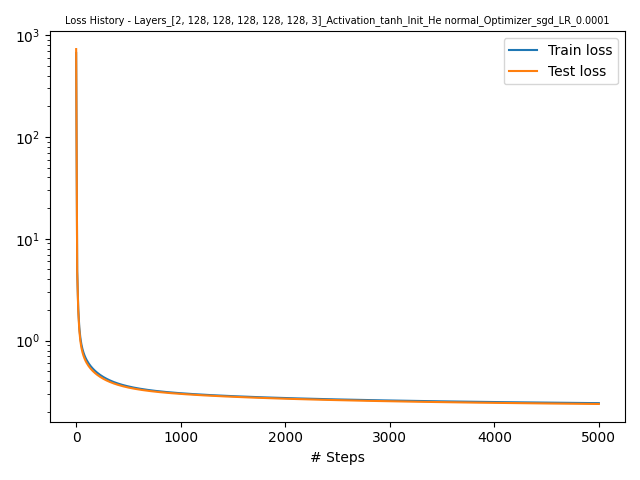 Loss History - Layers_[2, 128, 128, 128, 128, 128, 3]_Activation_tanh_Init_He normal_Optimizer_sgd_LR_0.0001
Train loss
Test loss
10³
10²
10¹
10⁰
0 1000 2000 3000 4000 5000
# Steps